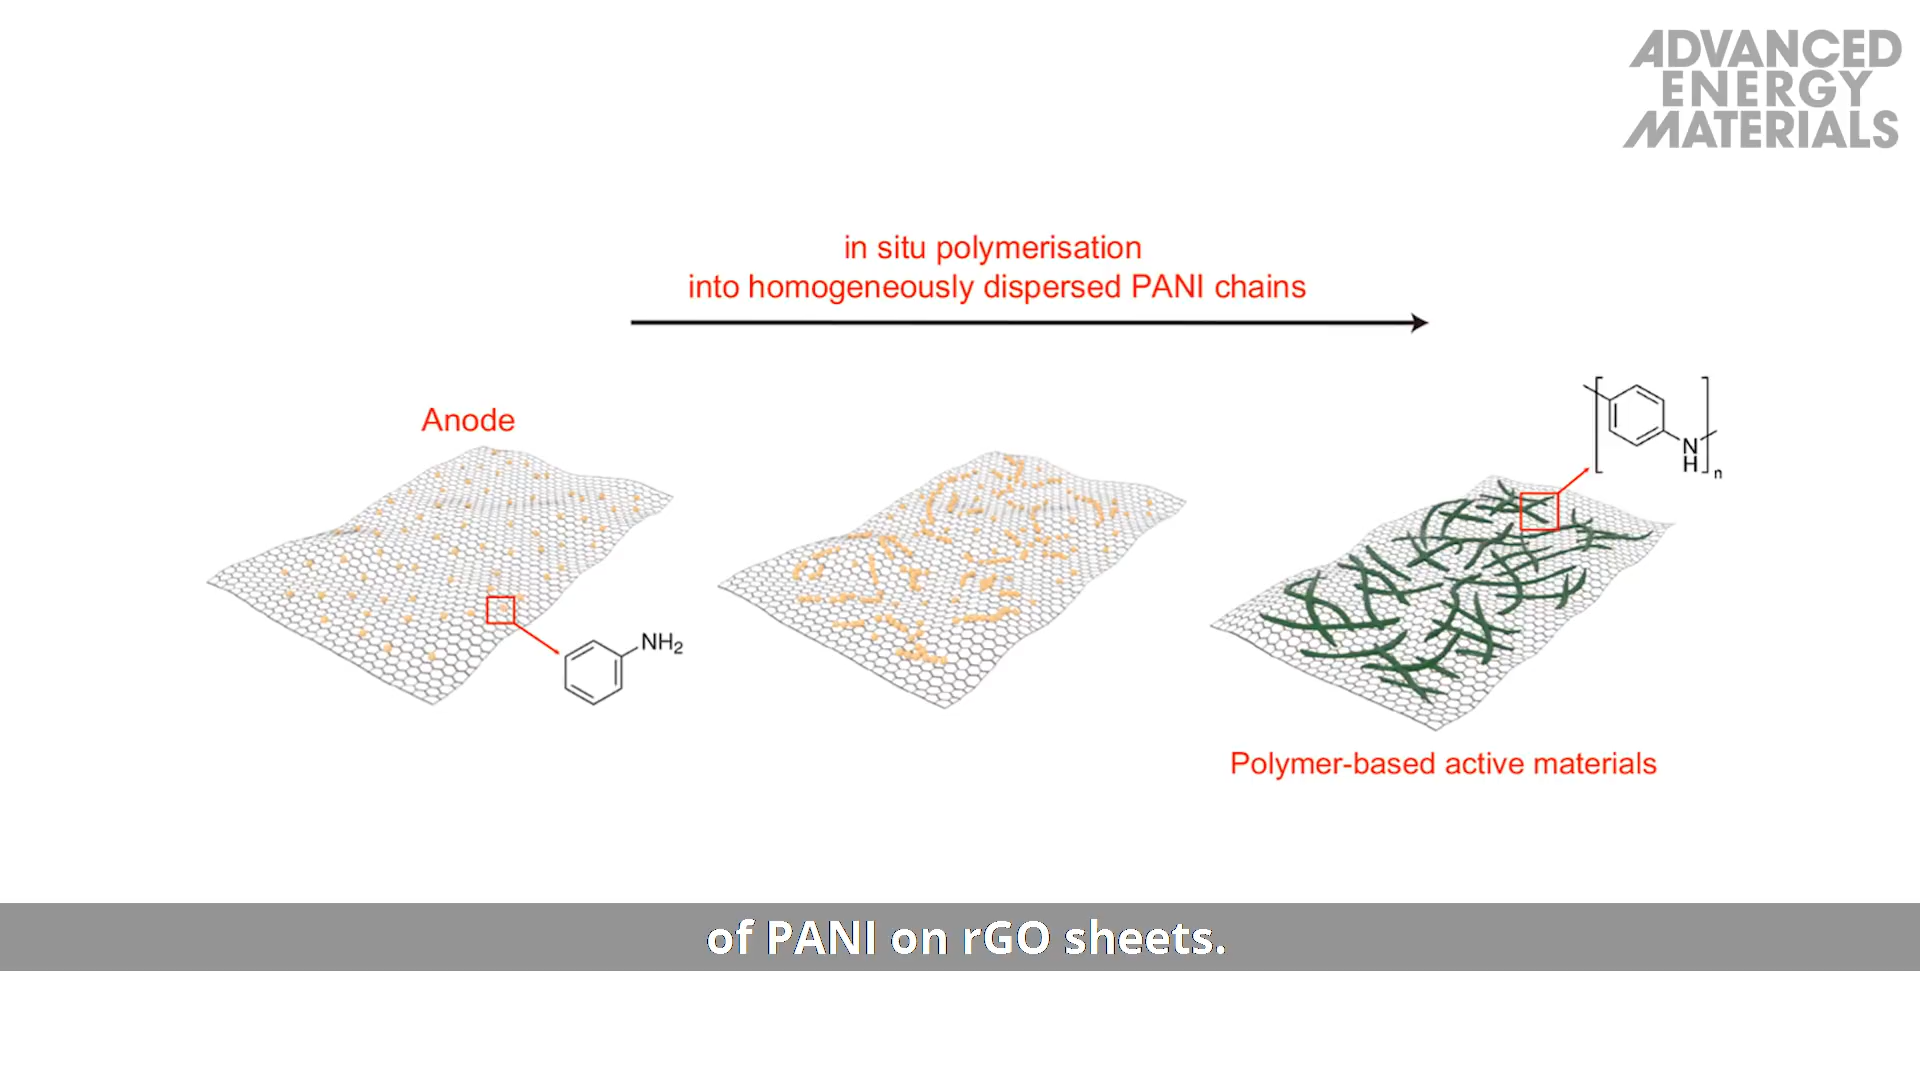 ADVANCED
ENERGY
MATERIALS
in situ polymerisation
into homogeneously dispersed PANI chains
Anode
NH2
N
H
n
Polymer-based active materials
of PANI on rGO sheets.